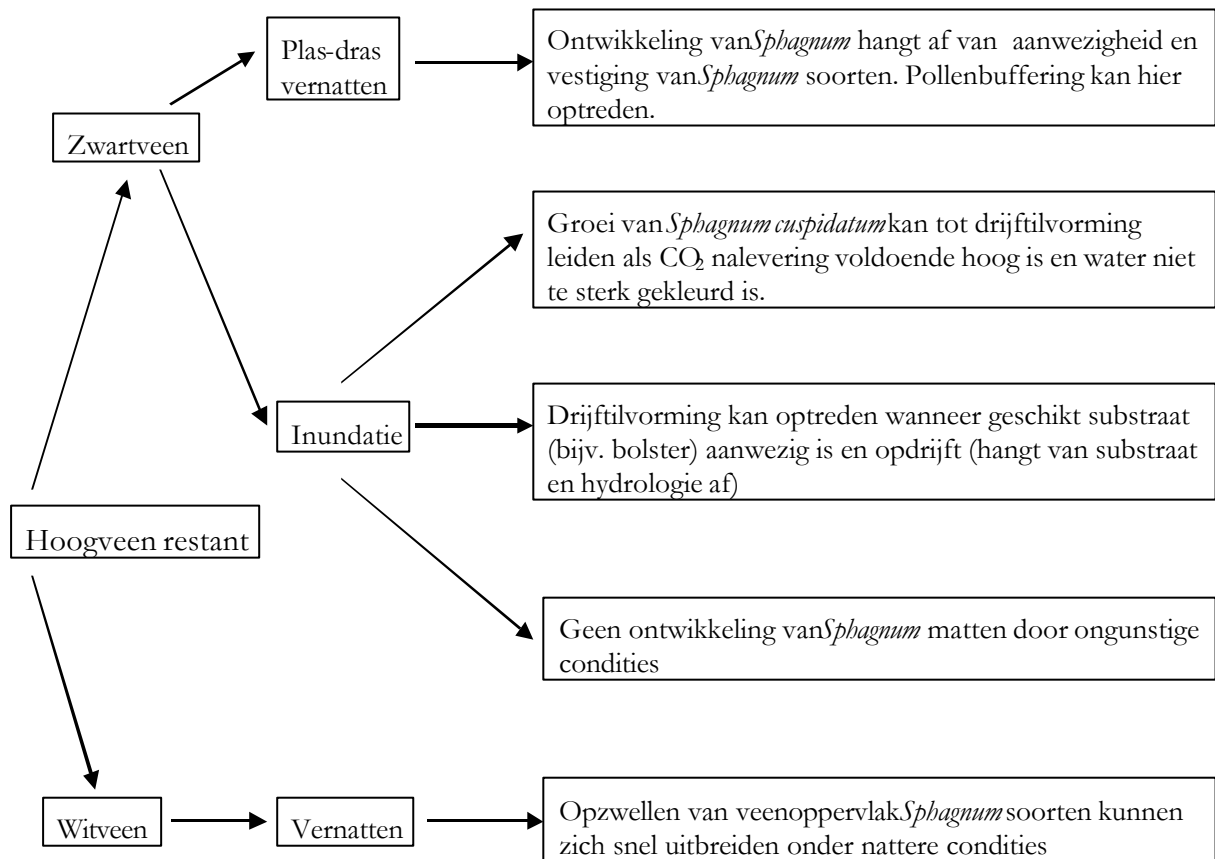 Plas-dras
vernatten
Ontwikkeling van Sphagnum hangt af van aanwezigheid en
vestiging van Sphagnum soorten. Pollenbuffering kan hier
optreden.
Zwartveen
Groei van Sphagnum cuspidatum kan tot drijftilvorming
leiden als CO₂ nalevering voldoende hoog is en water niet
te sterk gekleurd is.
Inundatie
Drijftilvorming kan optreden wanneer geschikt substraat
(bijv. bolster) aanwezig is en opdrijft (hangt van substraat
en hydrologie af)
Hoogveen restant
Geen ontwikkeling van Sphagnum matten door ongunstige
condities
Witveen
Vernatten
Opzwellen van veenoppervlak Sphagnum soorten kunnen
zich snel uitbreiden onder nattere condities